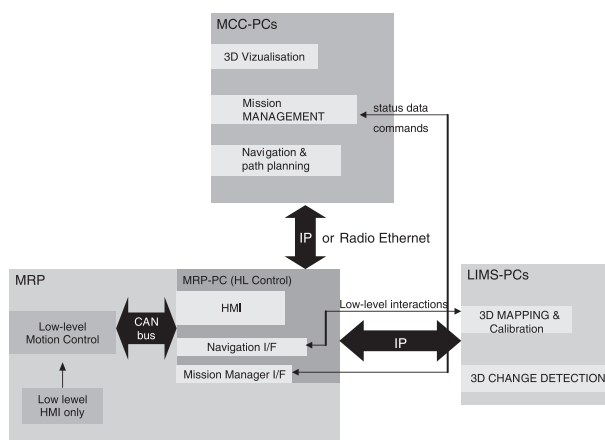 MCC-PCs
3D Vizualisation
Mission
MANAGEMENT
status data
commands
Navigation &
path planning
IP
or Radio Ethernet
MRP
MRP-PC (HL Control)
LIMS-PCs
HMI
Low-level interactions
Low-level
Motion Control
CAN
bus
3D MAPPING &
Calibration
Navigation I/F
IP
Mission Manager I/F
3D CHANGE DETECTION
Low lewel
HMI only